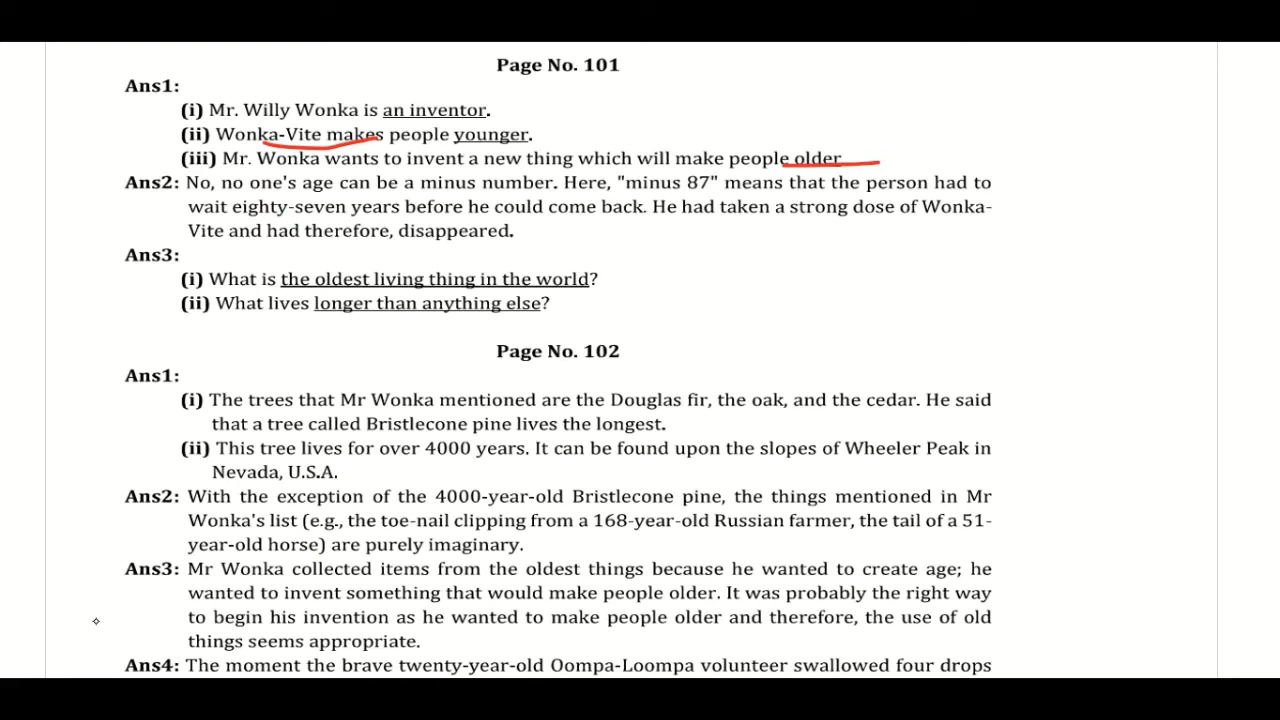 Page No. 101
Ans1:
(i) Mr. Willy Wonka is an inventor.
(ii) Wonka-Vite makes people younger.
(iii) Mr. Wonka wants to invent a new thing which will make people older
Ans2: No, no one's age can be a minus number. Here, "minus 87" means that the person had to
wait eighty-seven years before he could come back. He had taken a strong dose of Wonka-
Vite and had therefore, disappeared.
Ans3:
(i) What is the oldest living thing in the world?
(ii) What lives longer than anything else?
Page No. 102
Ans1:
(i) The trees that Mr Wonka mentioned are the Douglas fir, the oak, and the cedar. He said
that a tree called Bristlecone pine lives the longest.
(ii) This tree lives for over 4000 years. It can be found upon the slopes of Wheeler Peak in
Nevada, U.S.A.
Ans2: With the exception of the 4000-year-old Bristlecone pine, the things mentioned in Mr
Wonka's list (e.g., the toe-nail clipping from a 168-year-old Russian farmer, the tail of a 51-
year-old horse) are purely imaginary.
Ans3: Mr Wonka collected items from the oldest things because he wanted to create age; he
wanted to invent something that would make people older. It was probably the right way
to begin his invention as he wanted to make people older and therefore, the use of old
things seems appropriate.
Ans4: The moment the brave twenty-year-old Oompa-Loompa volunteer swallowed four drops